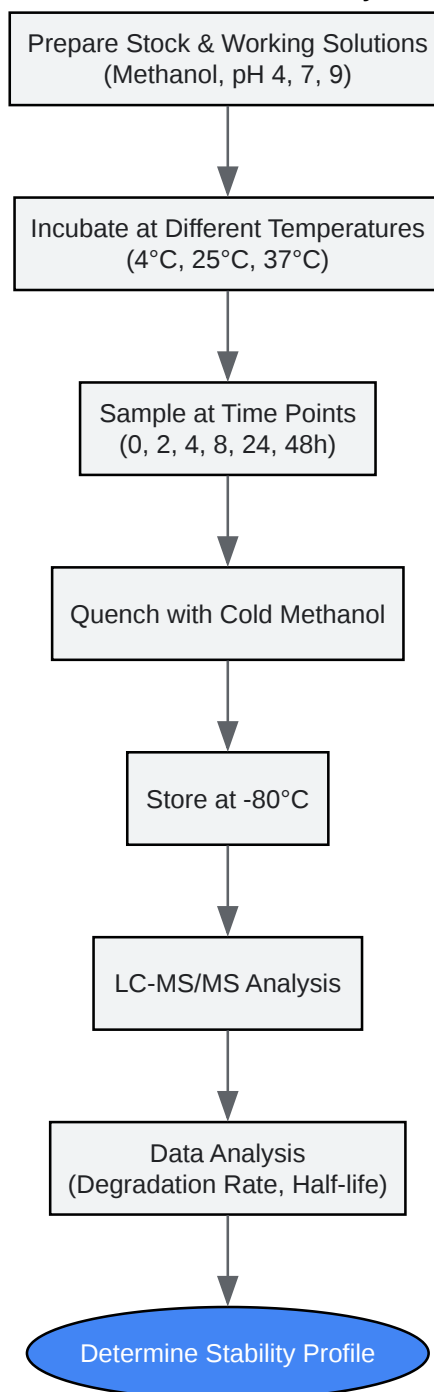 Prepare Stock & Working Solutions
(Methanol, pH 4, 7, 9)
Incubate at Different Temperatures
(4°C, 25°C, 37°C)
Sample at Time Points
(0, 2, 4, 8, 24, 48h)
Quench with Cold Methanol
Store at -80°C
LC-MS/MS Analysis
Data Analysis
(Degradation Rate, Half-life)
Determine Stability Profile